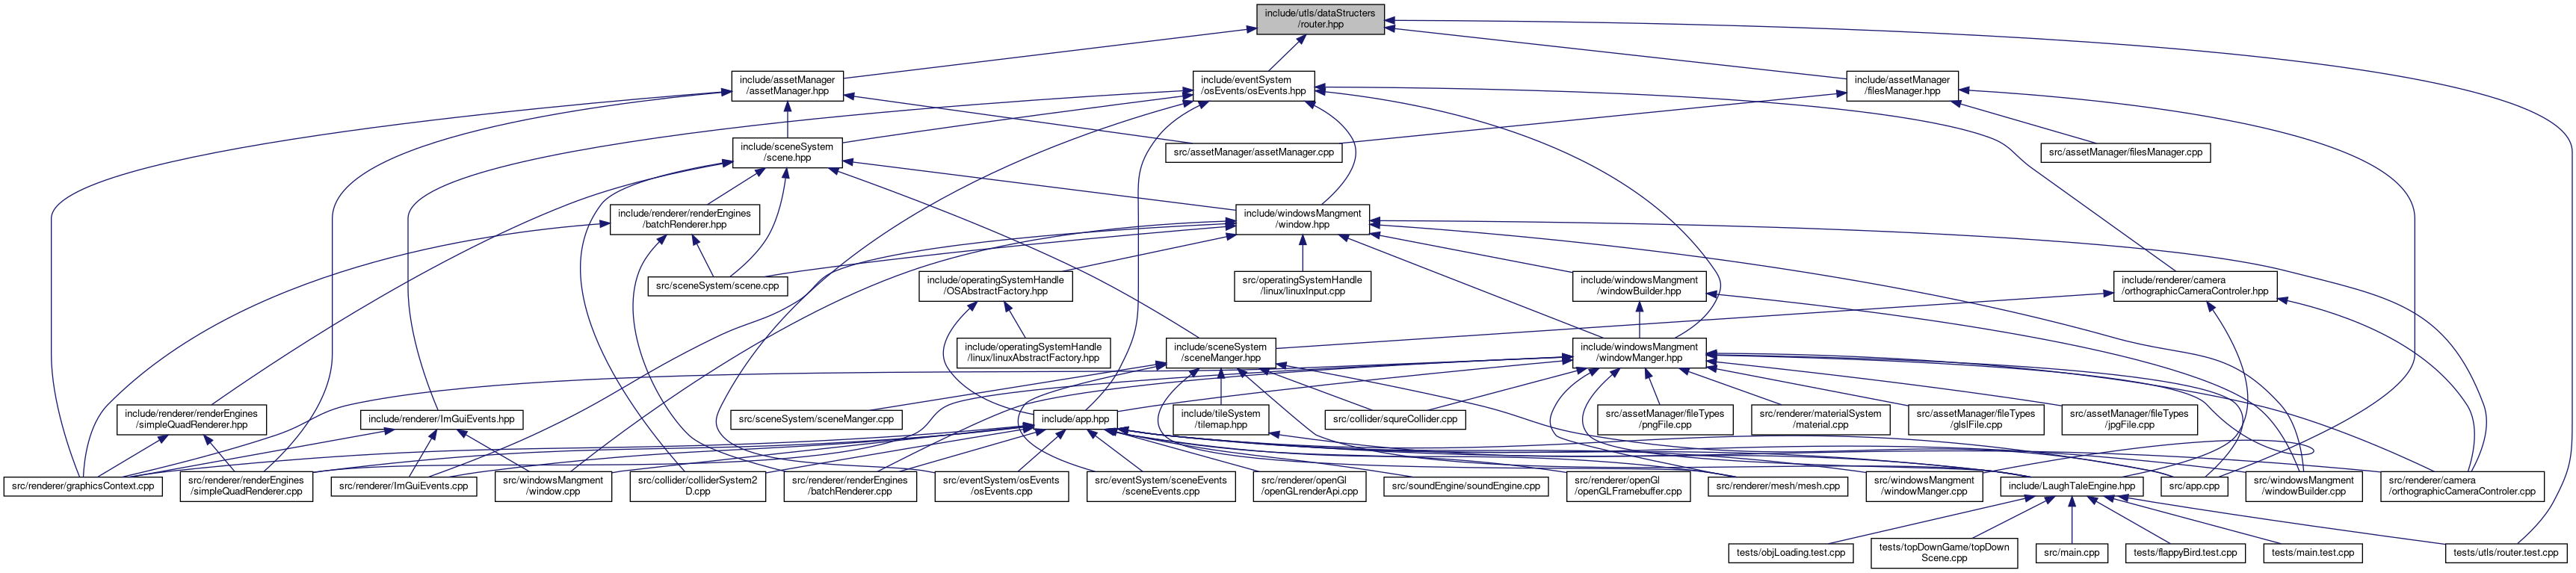 include/utls/dataStructers
/router.hpp
include/assetManager
/assetManager.hpp
include/eventSystem
/osEvents/osEvents.hpp
include/assetManager
/filesManager.hpp
include/sceneSystem
/scene.hpp
src/assetManager/assetManager.cpp
src/assetManager/filesManager.cpp
include/renderer/renderEngines
/batchRenderer.hpp
include/windowsMangment
/window.hpp
src/sceneSystem/scene.cpp
include/operatingSystemHandle
/OSAbstractFactory.hpp
src/operatingSystemHandle
/linux/linuxInput.cpp
include/windowsMangment
/windowBuilder.hpp
include/renderer/camera
/orthographicCameraControler.hpp
include/operatingSystemHandle
/linux/linuxAbstractFactory.hpp
include/sceneSystem
/sceneManger.hpp
include/windowsMangment
/windowManger.hpp
include/renderer/renderEngines
/simpleQuadRenderer.hpp
include/renderer/ImGuiEvents.hpp
src/sceneSystem/sceneManger.cpp
include/app.hpp
include/tileSystem
/tilemap.hpp
src/collider/squreCollider.cpp
src/assetManager/fileTypes
/pngFile.cpp
src/renderer/materialSystem
/material.cpp
src/assetManager/fileTypes
/glslFile.cpp
src/assetManager/fileTypes
/jpgFile.cpp
src/renderer/graphicsContext.cpp
src/renderer/renderEngines
/simpleQuadRenderer.cpp
src/renderer/ImGuiEvents.cpp
src/windowsMangment
/window.cpp
src/collider/colliderSystem2
D.cpp
src/renderer/renderEngines
/batchRenderer.cpp
src/eventSystem/osEvents
/osEvents.cpp
src/eventSystem/sceneEvents
/sceneEvents.cpp
src/renderer/openGl
/openGLrenderApi.cpp
src/soundEngine/soundEngine.cpp
src/renderer/openGl
/openGLFramebuffer.cpp
src/renderer/mesh/mesh.cpp
src/windowsMangment
/windowManger.cpp
include/LaughTaleEngine.hpp
src/app.cpp
src/windowsMangment
/windowBuilder.cpp
src/renderer/camera
/orthographicCameraControler.cpp
tests/objLoading.test.cpp
tests/topDownGame/topDown
Scene.cpp
src/main.cpp
tests/flappyBird.test.cpp
tests/main.test.cpp
tests/utls/router.test.cpp